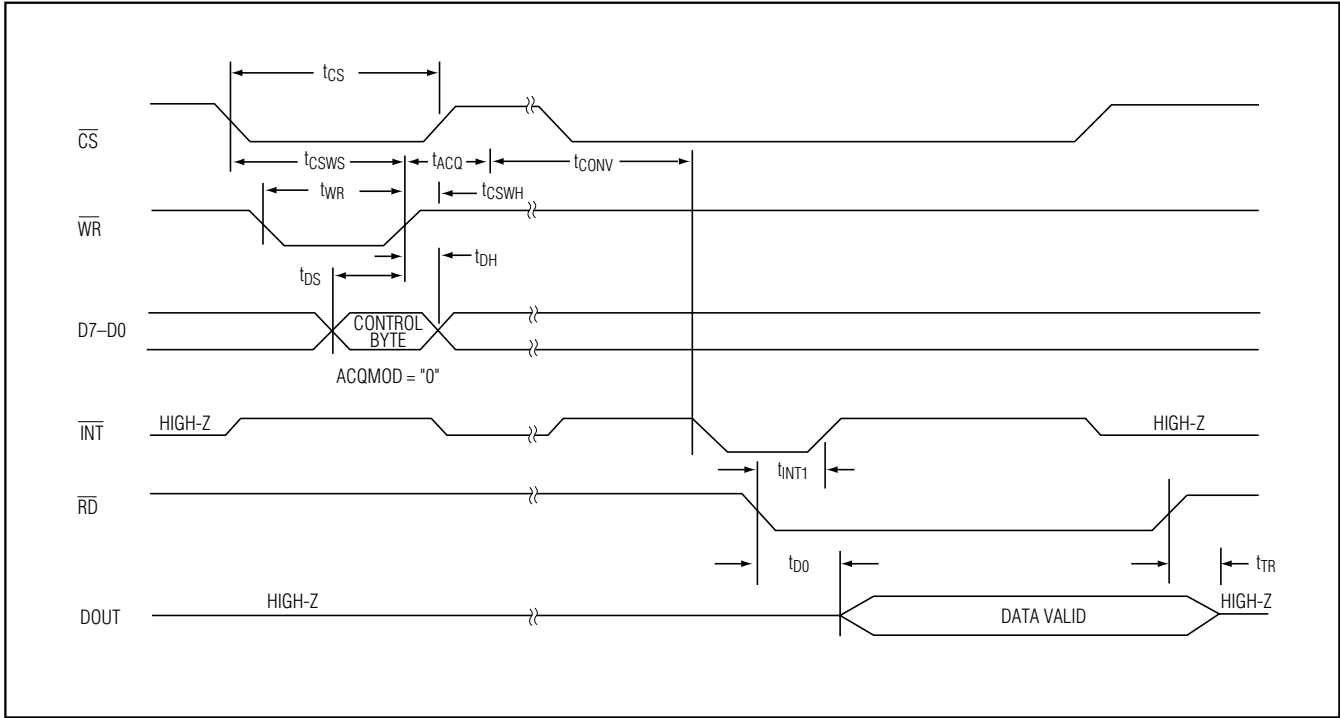 tCS
CS
tCSWS
tACQ
tCONV
tWR
tCSWH
WR
tDS
tDH
D7–D0
CONTROL
BYTE
ACQMOD = "0"
INT
HIGH-Z
HIGH-Z
tINT1
RD
tD0
tTR
DOUT
HIGH-Z
DATA VALID
HIGH-Z